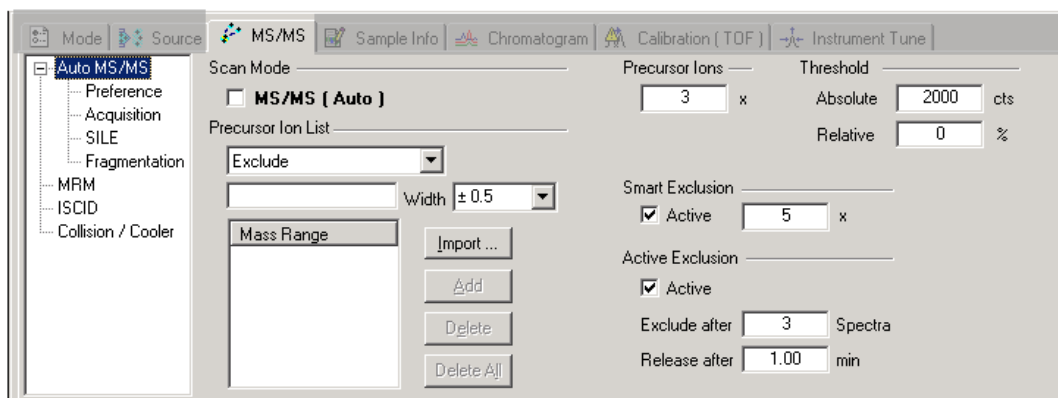 Mode Source MS/MS Sample Info Chromatogram Calibration ( TOF ) Instrument Tune
Auto MS/MS
Preference
Acquisition
SILE
Fragmentation
MRM
ISCID
Collision / Cooler
Scan Mode
MS/MS ( Auto )
Precursor Ion List
Exclude
Width ± 0.5
Mass Range
Import ...
Add
Delete
Delete All
Precursor Ions
3 x
Threshold
Absolute 2000 cts
Relative 0 %
Smart Exclusion
Active 5 x
Active Exclusion
Active
Exclude after 3 Spectra
Release after 1.00 min